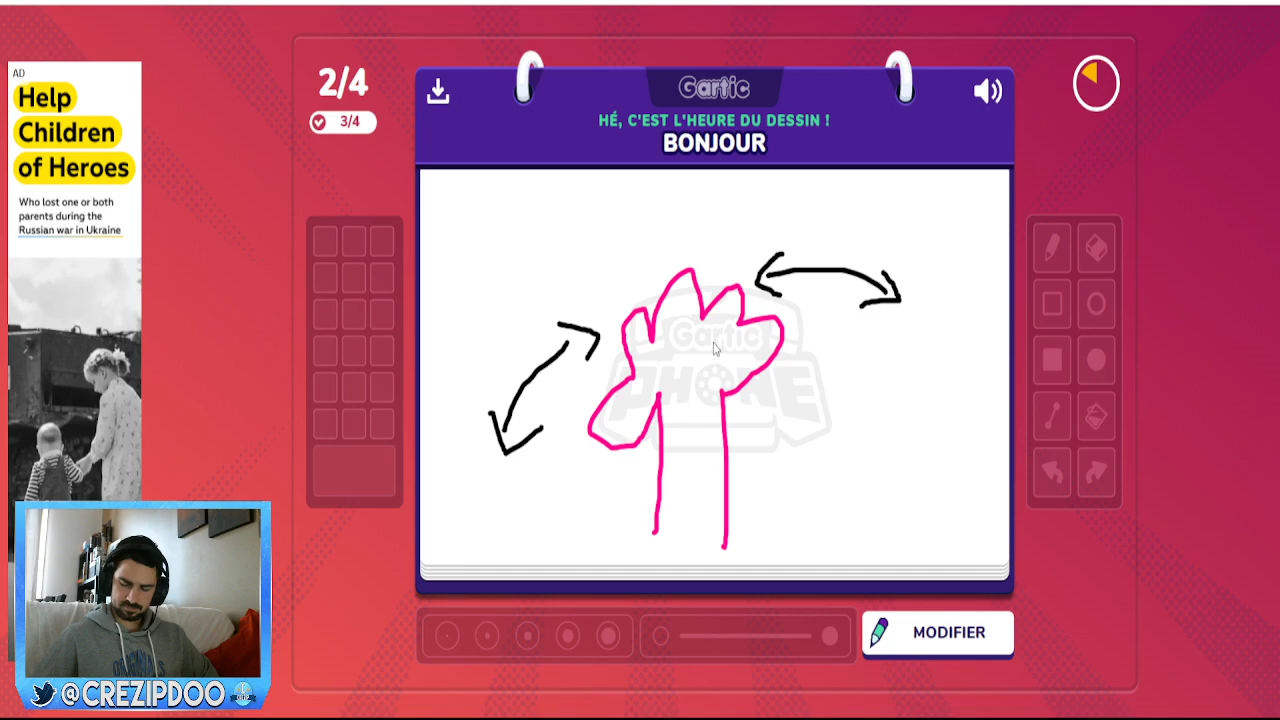 AD
Help
Children
of Heroes
Who lost one or both
parents during the
Russian war in Ukraine
2/4
3/4
Gartic
HÉ, C'EST L'HEURE DU DESSIN !
BONJOUR
Gartic
PHONE
MODIFIER
@CREZIPDOO